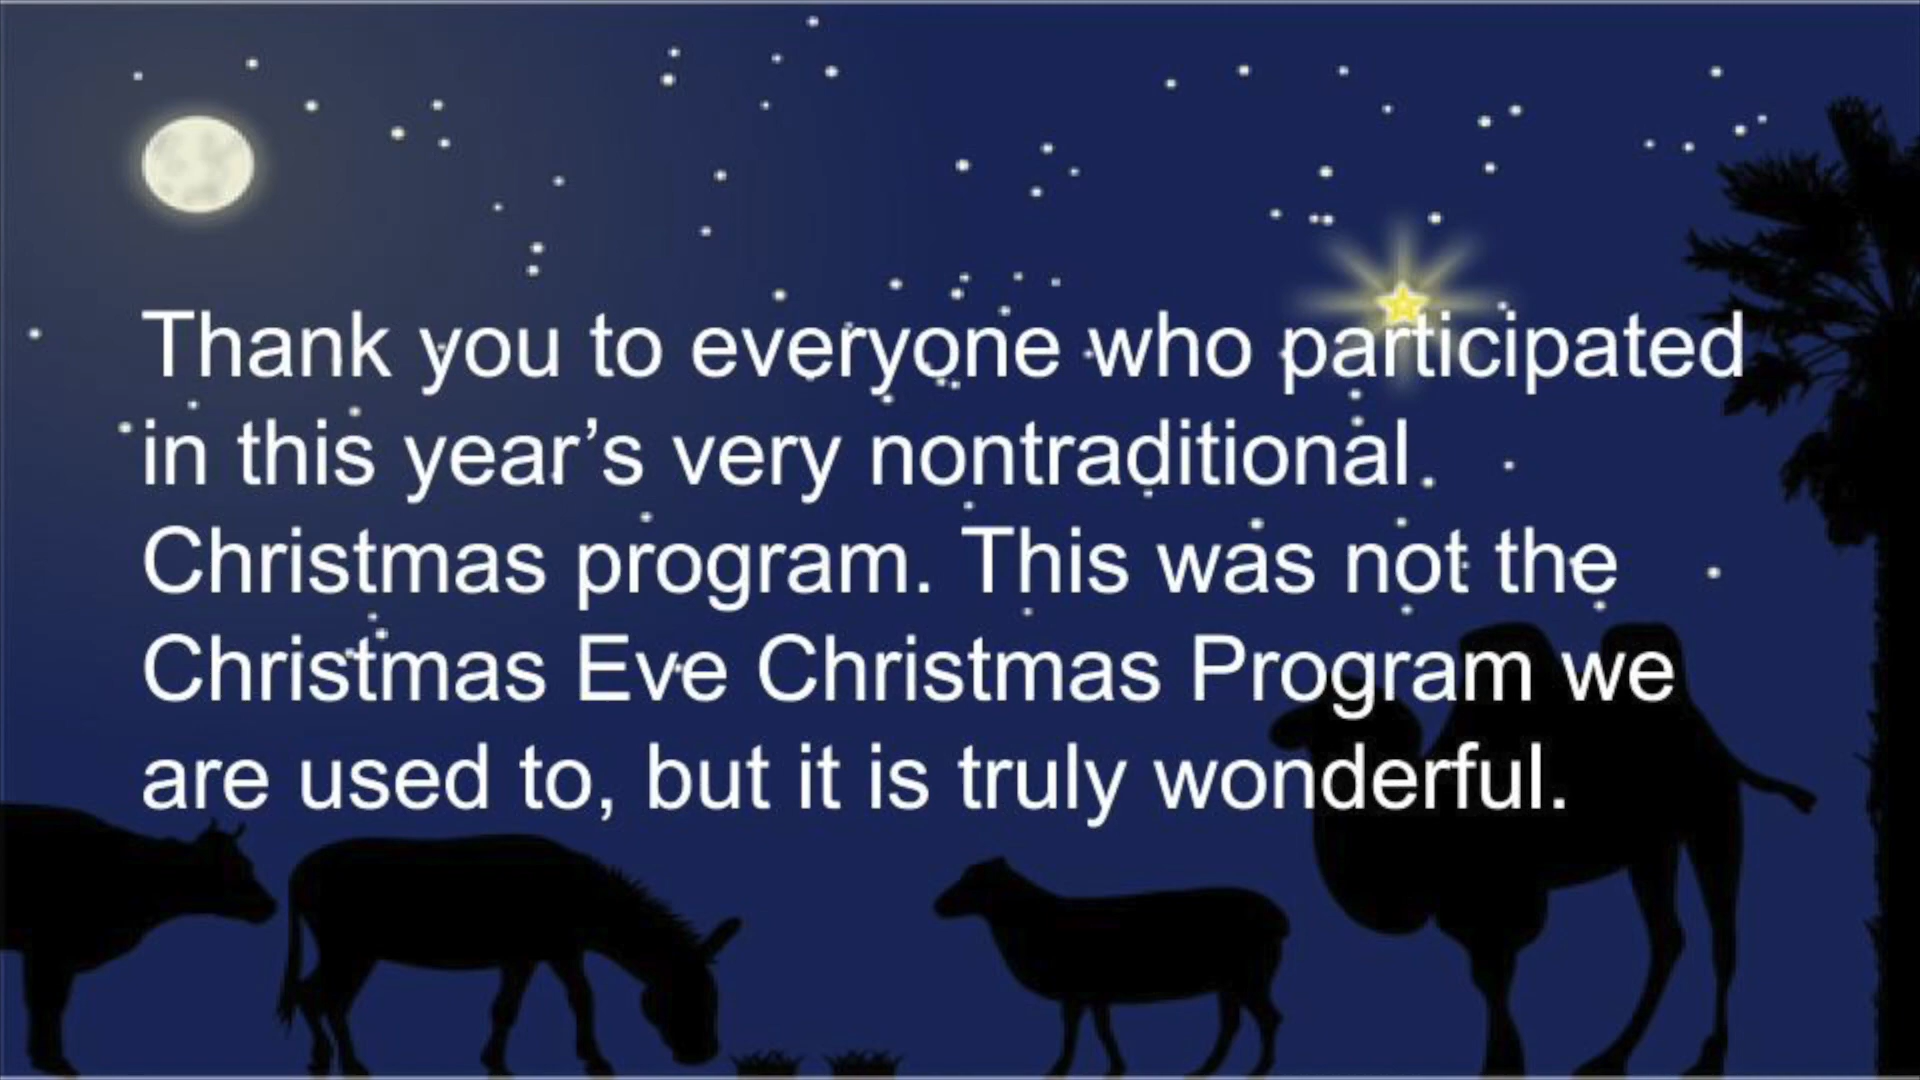 Thank you to everyone who participated
in this year’s very nontraditional
Christmas program. This was not the
Christmas Eve Christmas Program we
are used to, but it is truly wonderful.